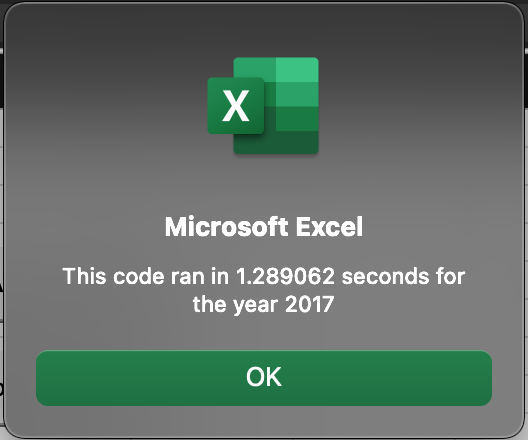 X
Microsoft Excel
This code ran in 1.289062 seconds for
the year 2017
OK